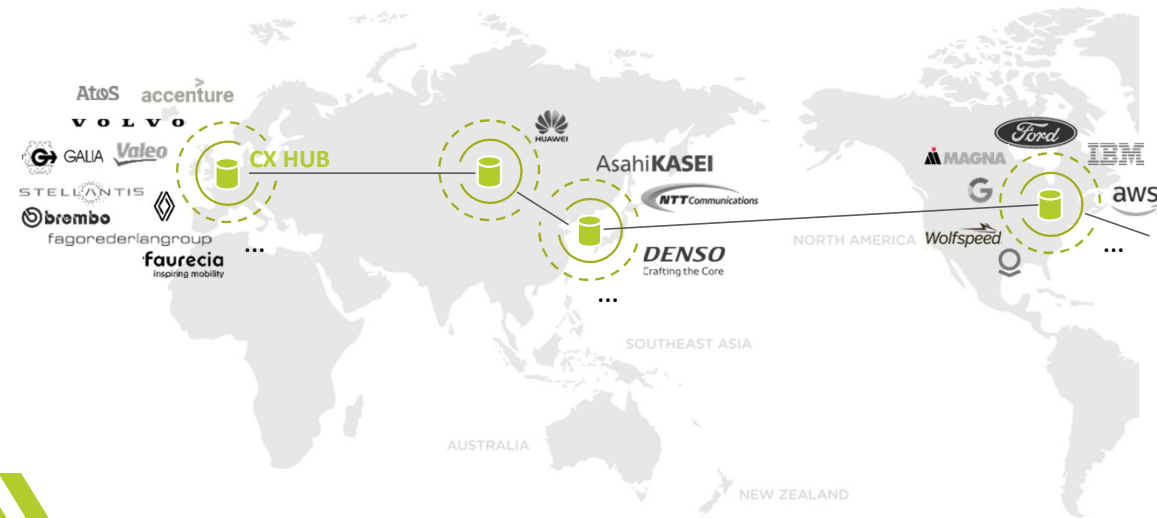 Atos
accenture
VOLVO
GALIA
Valeo
CX HUB
STELLANTIS
brembo
fagorederlangroup
...
faurecia
inspiring mobility
HUAWEI
AsahiKASEI
NTT Communications
DENSO
Crafting the Core
...
Ford
MAGNA
IBM
G
aws
NORTH AMERICA
Wolfspeed
...
SOUTHEAST ASIA
AUSTRALIA
NEW ZEALAND